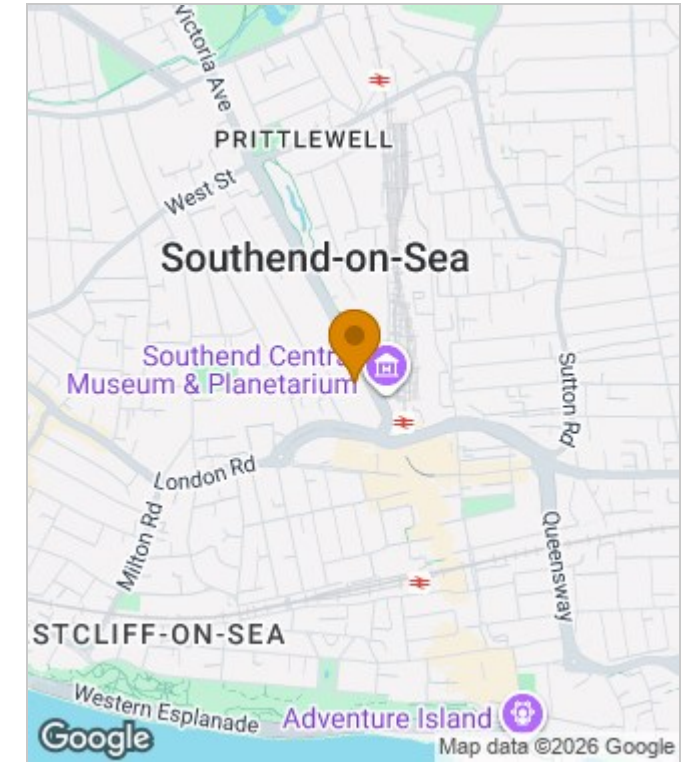 Victoria Ave
PRITTLEWELL
West St
Southend-on-Sea
Southend Centra
Museum & Planetarium
Sutton Rd
London Rd
Milton Rd
Queensway
STCLIFF-ON-SEA
Western Esplanade
Adventure Island
Google
Map data ©2026 Google